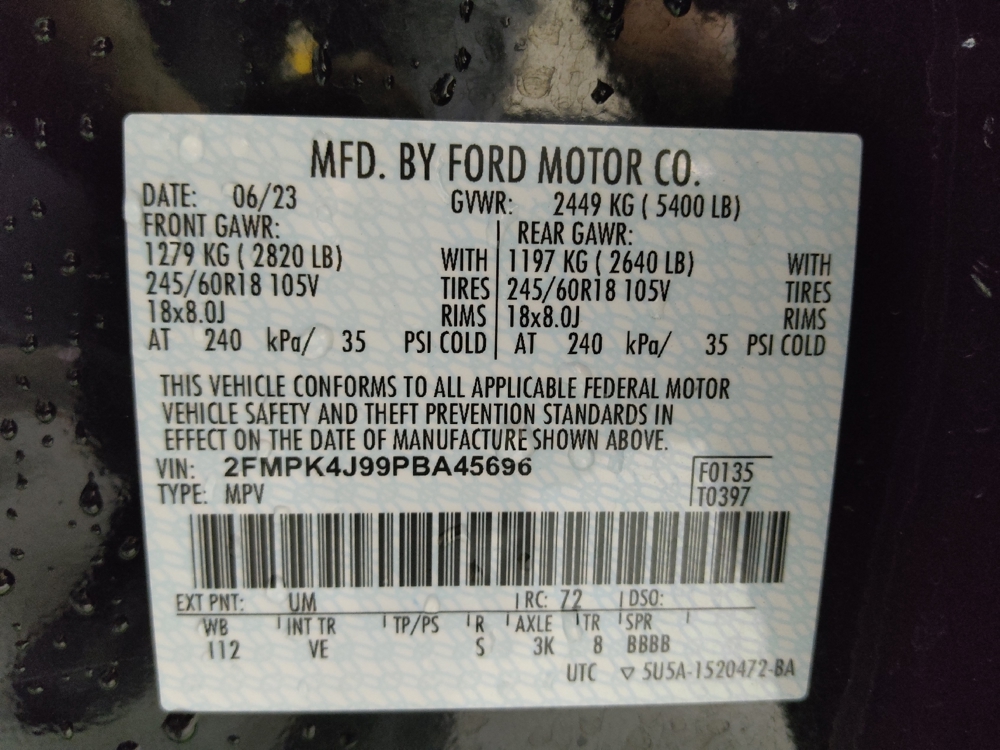 MFD. BY FORD MOTOR CO.
DATE: 06/23 GVWR: 2449 KG ( 5400 LB)
FRONT GAWR: REAR GAWR:
1279 KG ( 2820 LB) WITH 1197 KG ( 2640 LB) WITH
245/60R18 105V TIRES 245/60R18 105V TIRES
18x8.0J RIMS 18x8.0J RIMS
AT 240 kPa/ 35 PSI COLD AT 240 kPa/ 35 PSI COLD
THIS VEHICLE CONFORMS TO ALL APPLICABLE FEDERAL MOTOR
VEHICLE SAFETY AND THEFT PREVENTION STANDARDS IN
EFFECT ON THE DATE OF MANUFACTURE SHOWN ABOVE.
VIN: 2FMPK4J99PBA45696 F0135
TYPE: MPV T0397
EXT PNT: UM RC: 72 DSO:
WB INT TR TP/PS R AXLE TR SPR
112 VE S 3K 8 BBBB
UTC ▽ 5U5A-1520472-BA